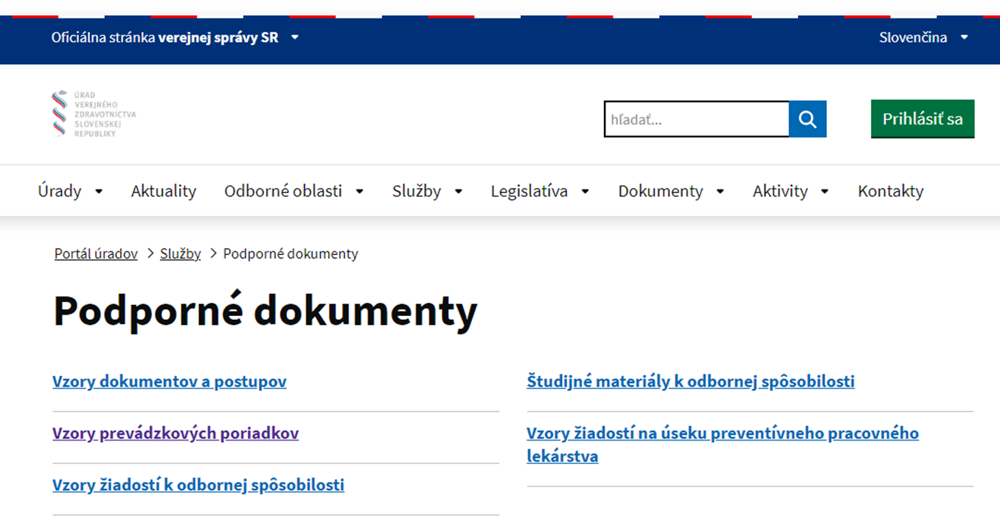 Oficiálna stránka verejnej správy SR
Slovenčina
ÚRAD
VEREJNÉHO
ZDRAVOTNÍCTVA
SLOVENSKEJ
REPUBLIKY
hľadať...
Prihlásiť sa
Úrady
Aktuality
Odborné oblasti
Služby
Legislatíva
Dokumenty
Aktivity
Kontakty
Portál úradov > Služby > Podporné dokumenty
Podporné dokumenty
Vzory dokumentov a postupov
Vzory prevádzkových poriadkov
Vzory žiadostí k odbornej spôsobilosti
Študijné materiály k odbornej spôsobilosti
Vzory žiadostí na úseku preventívneho pracovného
lekárstva